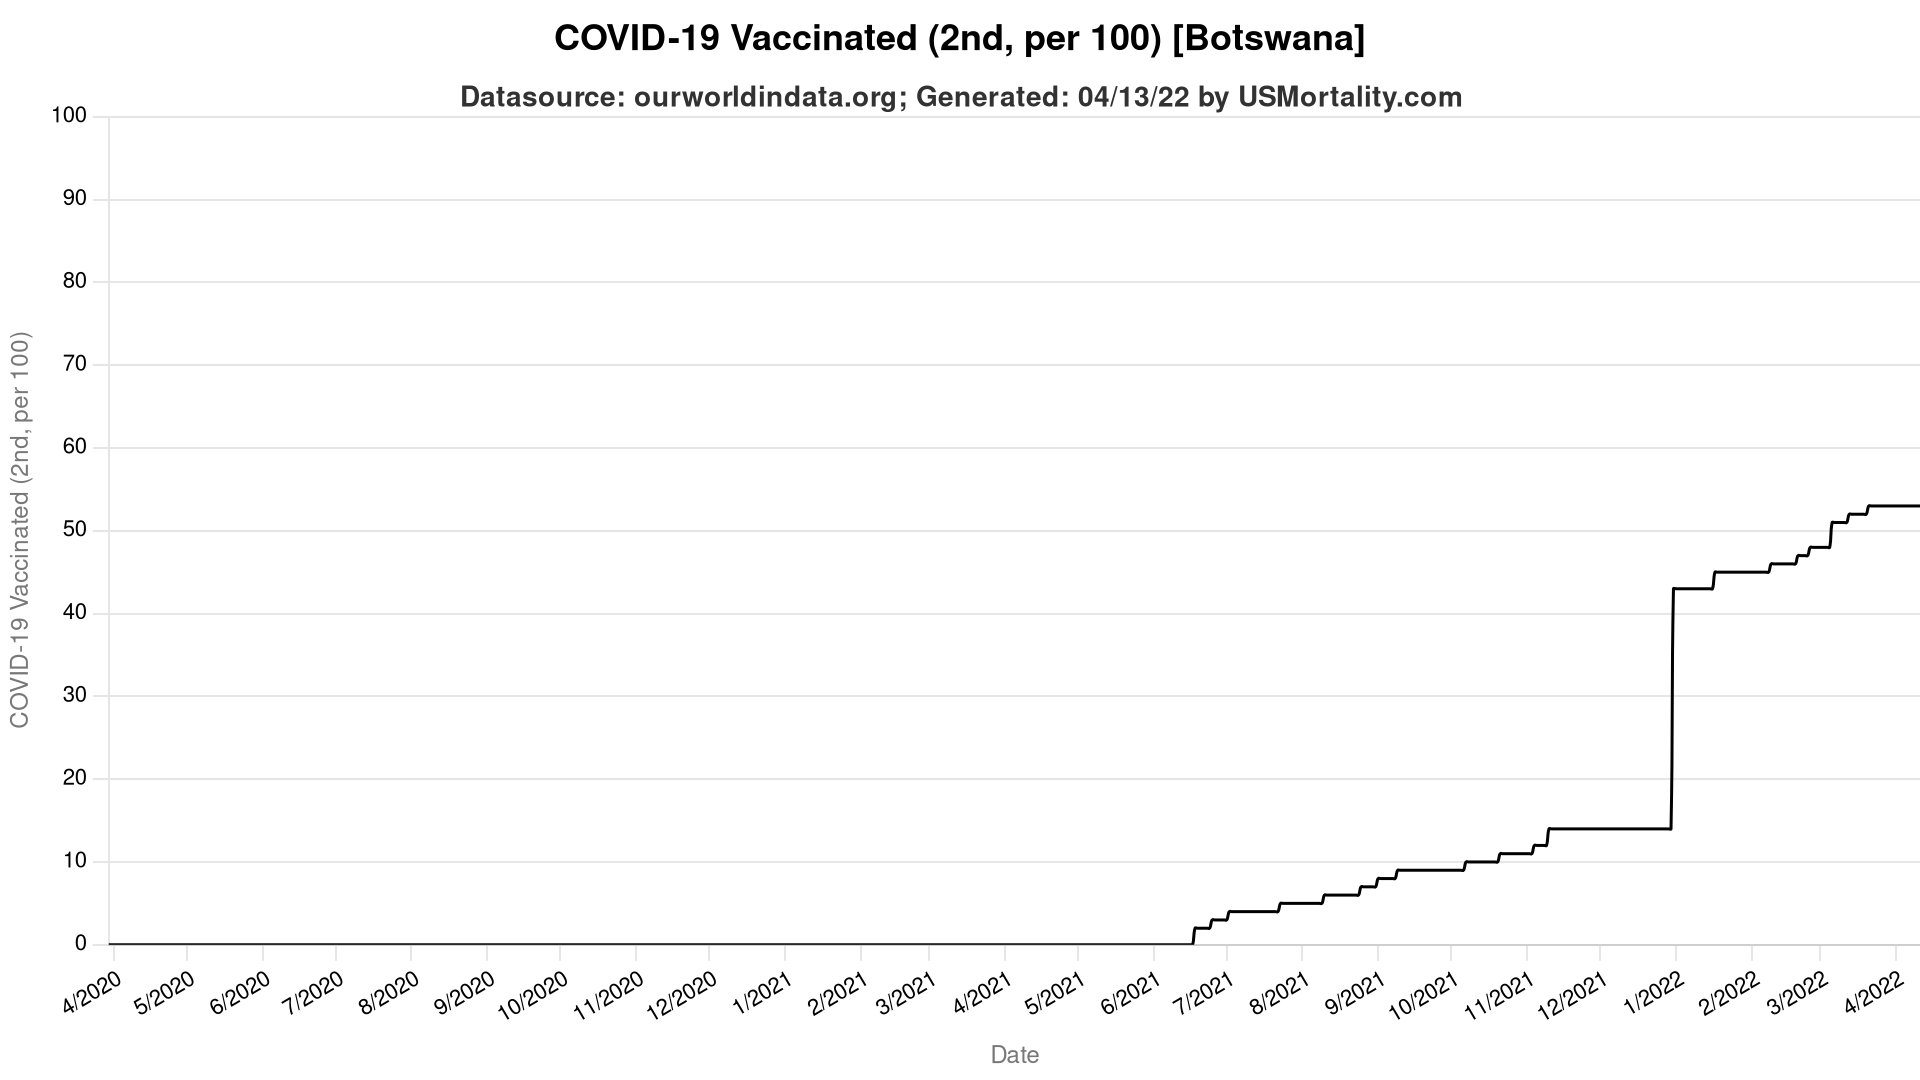 COVID-19 Vaccinated (2nd, per 100) [Botswana]
Datasource: ourworldindata.org; Generated: 04/13/22 by USMortality.com
COVID-19 Vaccinated (2nd, per 100)
100
90
80
70
60
50
40
30
20
10
0
4/2020 5/2020 6/2020 7/2020 8/2020 9/2020 10/2020 11/2020 12/2020 1/2021 2/2021 3/2021 4/2021 5/2021 6/2021 7/2021 8/2021 9/2021 10/2021 11/2021 12/2021 1/2022 2/2022 3/2022 4/2022
Date